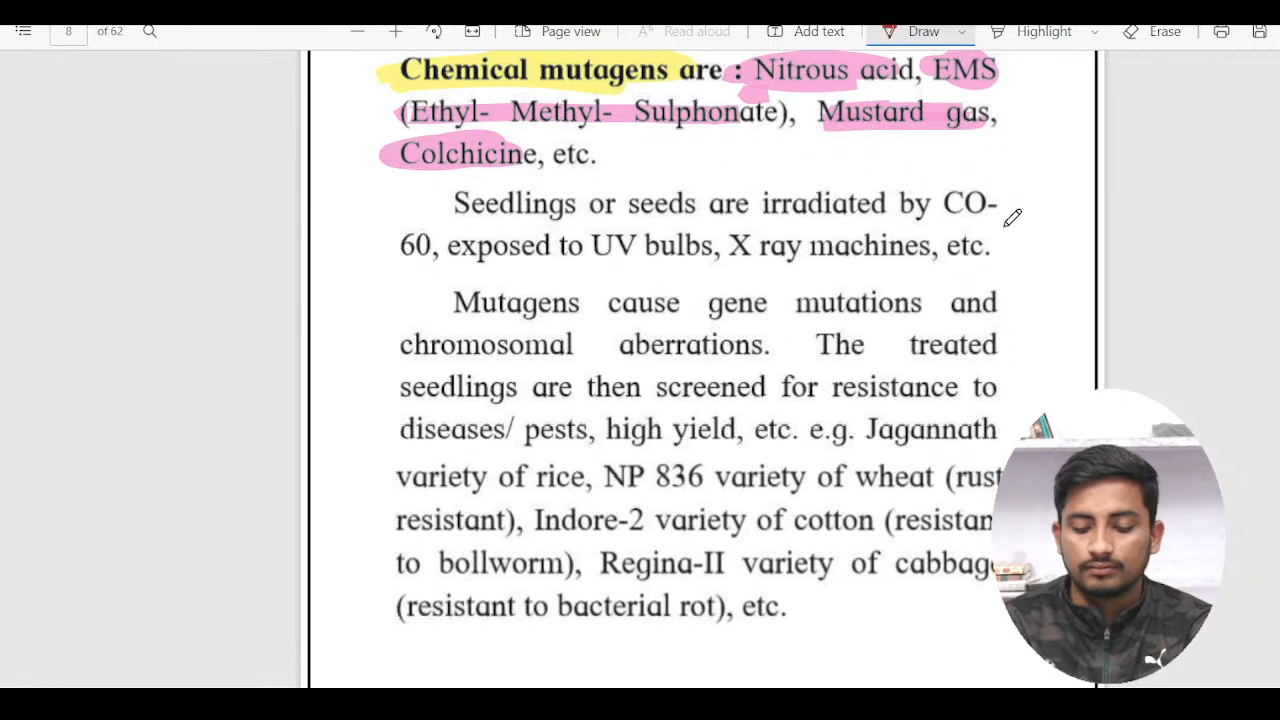 8 of 62 Page view Read aloud Add text Draw Highlight Erase
Chemical mutagens are : Nitrous acid, EMS
(Ethyl- Methyl- Sulphonate), Mustard gas,
Colchicine, etc.
Seedlings or seeds are irradiated by CO-
60, exposed to UV bulbs, X ray machines, etc.
Mutagens cause gene mutations and
chromosomal aberrations. The treated
seedlings are then screened for resistance to
diseases/ pests, high yield, etc. e.g. Jagannath
variety of rice, NP 836 variety of wheat (rust
resistant), Indore-2 variety of cotton (resistan
to bollworm), Regina-II variety of cabbag
(resistant to bacterial rot), etc.